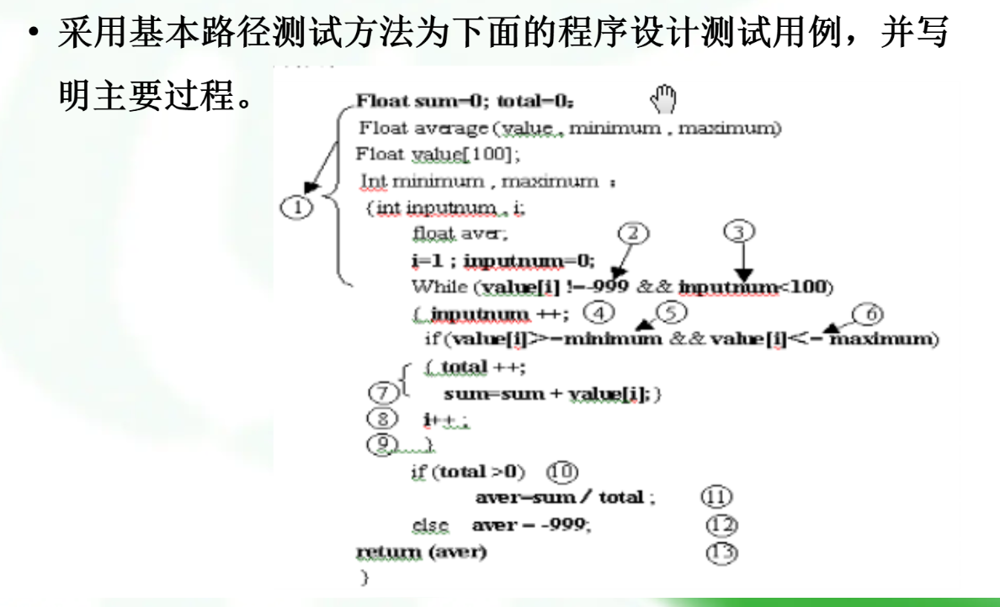 • 采用基本路径测试方法为下面的程序设计测试用例，并写
明主要过程。
Float sum=0; total=0;
Float average (value , minimum , maximum)
Float value[100];
Int minimum , maximum ；
① {int inputnum , i;
float aver; ② ③
i=1 ; inputnum=0;
While (value[i] !=-999 && inputnum<100)
{ inputnum ++; ④ ⑤ ⑥
if (value[i]>=minimum && value[i]<= maximum)
{ total ++;
⑦ sum=sum + value[i]; }
⑧ i++ ;
⑨ }
if (total >0) ⑩
aver=sum / total ; ⑪
else aver = -999; ⑫
return (aver) ⑬
}